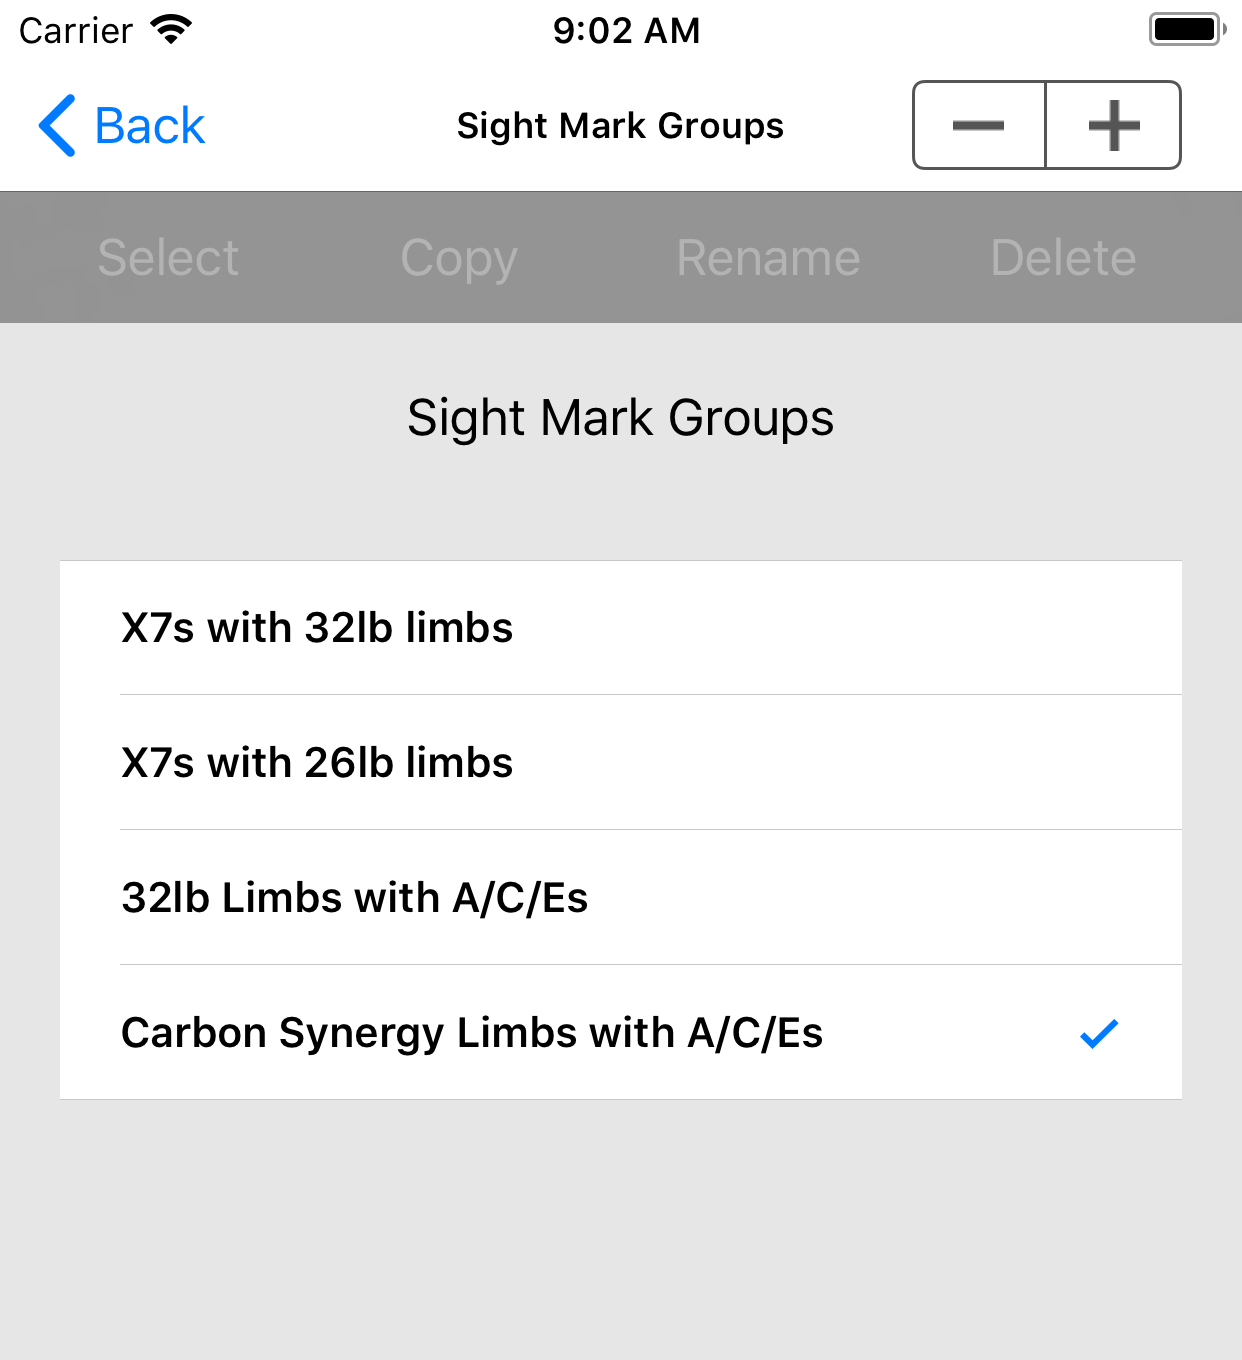 Carrier 9:02 AM
Back Sight Mark Groups
Select Copy Rename Delete
Sight Mark Groups
X7s with 32lb limbs
X7s with 26lb limbs
32lb Limbs with A/C/Es
Carbon Synergy Limbs with A/C/Es